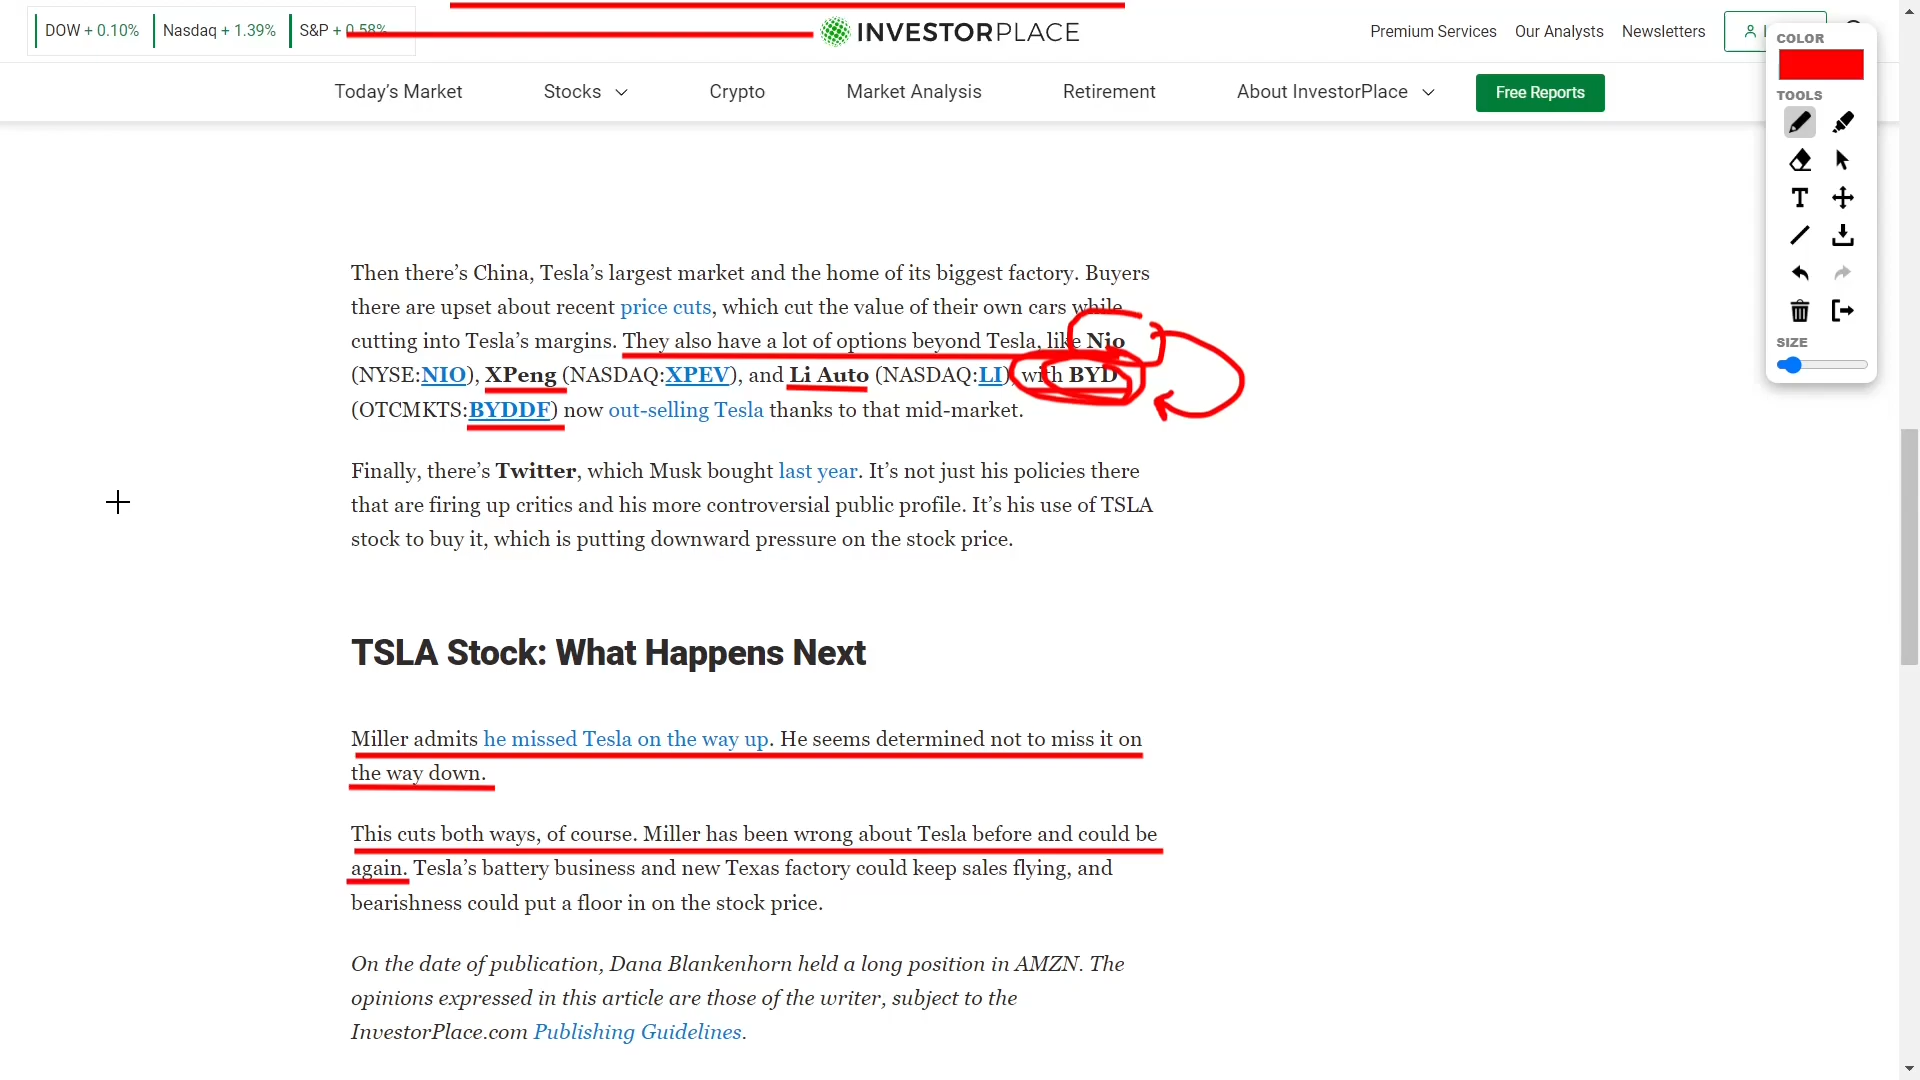 DOW + 0.10% Nasdaq + 1.39% S&P + 0.58%
INVESTORPLACE
Premium Services Our Analysts Newsletters
COLOR
Today’s Market Stocks Crypto Market Analysis Retirement About InvestorPlace Free Reports
TOOLS
T
SIZE
Then there’s China, Tesla’s largest market and the home of its biggest factory. Buyers
there are upset about recent price cuts, which cut the value of their own cars while
cutting into Tesla’s margins. They also have a lot of options beyond Tesla, like Nio
(NYSE:NIO), XPeng (NASDAQ:XPEV), and Li Auto (NASDAQ:LI), with BYD
(OTCMKTS:BYDDF) now out-selling Tesla thanks to that mid-market.
Finally, there’s Twitter, which Musk bought last year. It’s not just his policies there
that are firing up critics and his more controversial public profile. It’s his use of TSLA
stock to buy it, which is putting downward pressure on the stock price.
TSLA Stock: What Happens Next
Miller admits he missed Tesla on the way up. He seems determined not to miss it on
the way down.
This cuts both ways, of course. Miller has been wrong about Tesla before and could be
again. Tesla’s battery business and new Texas factory could keep sales flying, and
bearishness could put a floor in on the stock price.
On the date of publication, Dana Blankenhorn held a long position in AMZN. The
opinions expressed in this article are those of the writer, subject to the
InvestorPlace.com Publishing Guidelines.